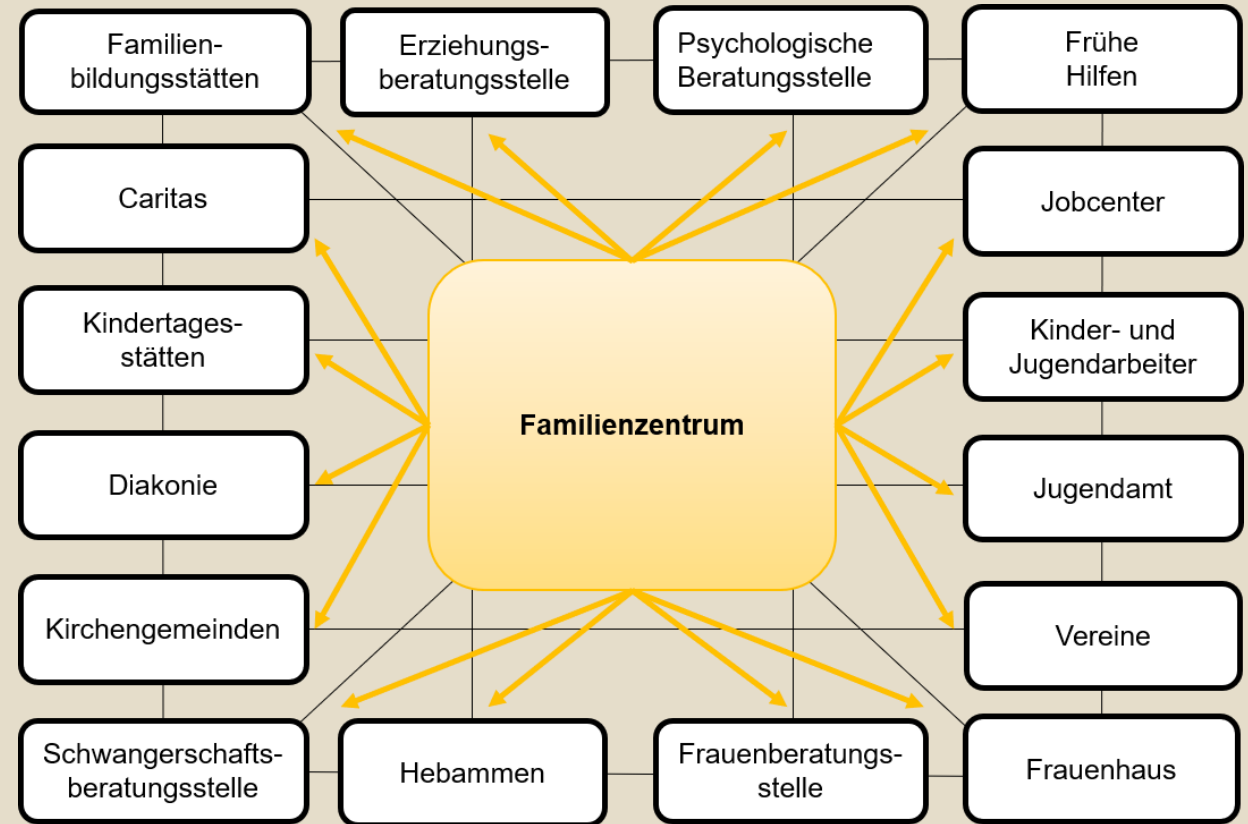 Familien-
bildungsstätten
Erziehungs-
beratungsstelle
Psychologische
Beratungsstelle
Frühe
Hilfen
Caritas
Jobcenter
Kindertages-
stätten
Kinder- und
Jugendarbeiter
Familienzentrum
Diakonie
Jugendamt
Kirchengemeinden
Vereine
Schwangerschafts-
beratungsstelle
Hebammen
Frauenberatungs-
stelle
Frauenhaus